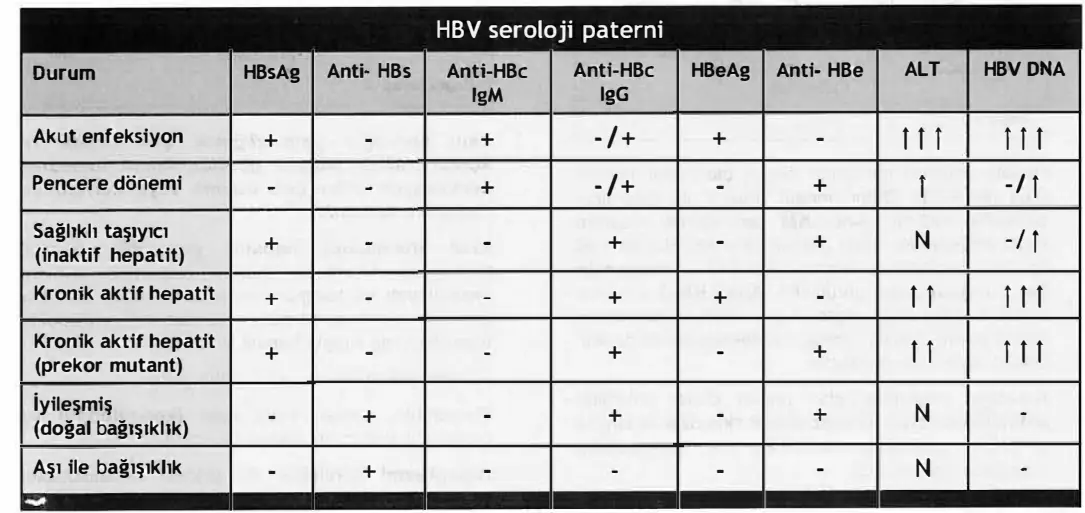 HBV seroloji paterni
Durum HBsAg Anti- HBs Anti-HBc IgM Anti-HBc IgG HBeAg Anti- HBe ALT HBV DNA
Akut enfeksiyon + - + -/+ + - ↑↑↑ ↑↑↑
Pencere dönemi - - + -/+ - + ↑ -/↑
Sağlıklı taşıyıcı
(inaktif hepatit) + - - + - + N -/↑
Kronik aktif hepatit + - - + + - ↑↑ ↑↑
Kronik aktif hepatit
(prekor mutant) + - - + - + ↑↑ ↑↑↑
İyileşmiş
(doğal bağışıklık) - + - + - + N -
Aşı ile bağışıklık - + - - - - N -